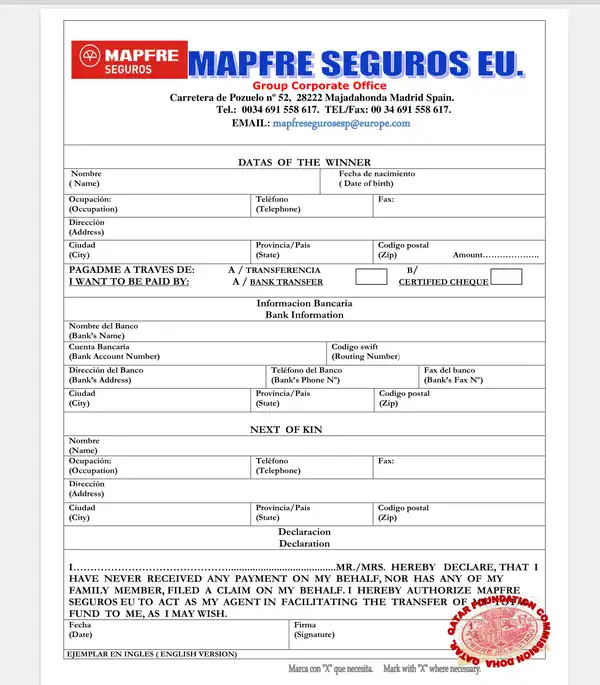 MAPFRE
SEGUROS
MAPFRE SEGUROS EU.
Group Corporate Office
Carretera de Pozuelo nº 52, 28222 Majadahonda Madrid Spain.
Tel.: 0034 691 558 617. TEL/Fax: 00 34 691 558 617.
EMAIL: mapfresegurosesp@europe.com
DATAS OF THE WINNER
Nombre Fecha de nacimiento
( Name) ( Date of birth)
Ocupación: Teléfono Fax:
(Occupation) (Telephone)
Dirección
(Address)
Ciudad Provincia/Pais Codigo postal
(City) (State) (Zip) Amount……………….
PAGADME A TRAVES DE: A / TRANSFERENCIA B/
I WANT TO BE PAID BY: A / BANK TRANSFER CERTIFIED CHEQUE
Informacion Bancaria
Bank Information
Nombre del Banco
(Bank's Name)
Cuenta Bancaria Codigo swift
(Bank Account Number) (Routing Number)
Dirección del Banco Teléfono del Banco Fax del banco
(Bank's Address) (Bank's Phone Nº) (Bank's Fax Nº)
Ciudad Provincia/Pais Codigo postal
(City) (State) (Zip)
NEXT OF KIN
Nombre
(Name)
Ocupación: Teléfono Fax:
(Occupation) (Telephone)
Dirección
(Address)
Ciudad Provincia/Pais Codigo postal
(City) (State) (Zip)
Declaracion
Declaration
I…………………………………..........................................MR./MRS. HEREBY DECLARE, THAT I
HAVE NEVER RECEIVED ANY PAYMENT ON MY BEHALF, NOR HAS ANY OF MY
FAMILY MEMBER, FILED A CLAIM ON MY BEHALF. I HEREBY AUTHORIZE MAPFRE
SEGUROS EU TO ACT AS MY AGENT IN FACILITATING THE TRANSFER OF
FUND TO ME, AS I MAY WISH.
QATAR FOUNDATION COMMISSION DOHA QATAR.
Fecha Firma
(Date) (Signature)
EJEMPLAR EN INGLES ( ENGLISH VERSION)
Marca con "X" que necesita. Mark with "X" where necessary.